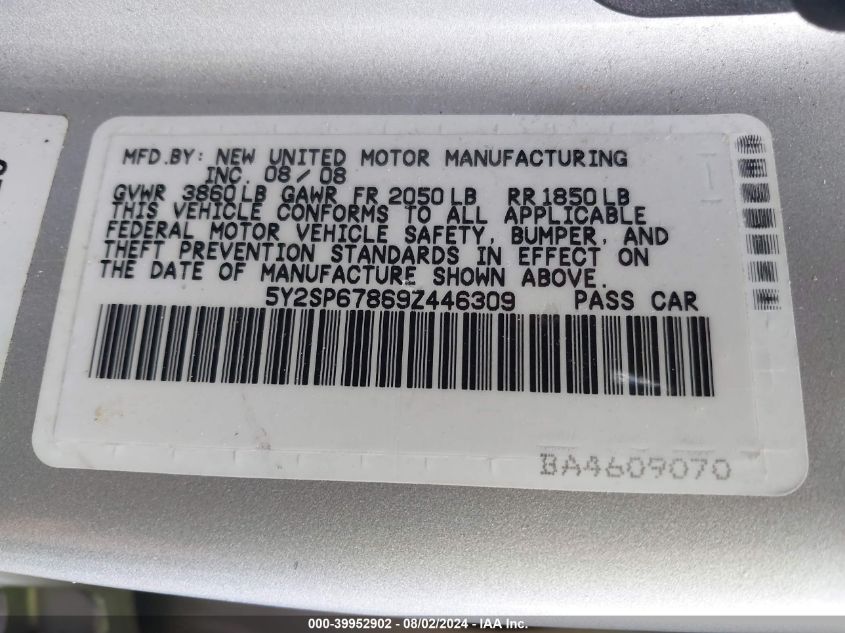 MFD.BY: NEW UNITED MOTOR MANUFACTURING
INC. 08/08
GVWR 3860LB GAWR FR 2050LB RR1850LB
THIS VEHICLE CONFORMS TO ALL APPLICABLE
FEDERAL MOTOR VEHICLE SAFETY, BUMPER, AND
THEFT PREVENTION STANDARDS IN EFFECT ON
THE DATE OF MANUFACTURE SHOWN ABOVE.
5Y2SP67869Z446309 PASS CAR
BA4609070
000-39952902 - 08/02/2024 - IAA Inc.